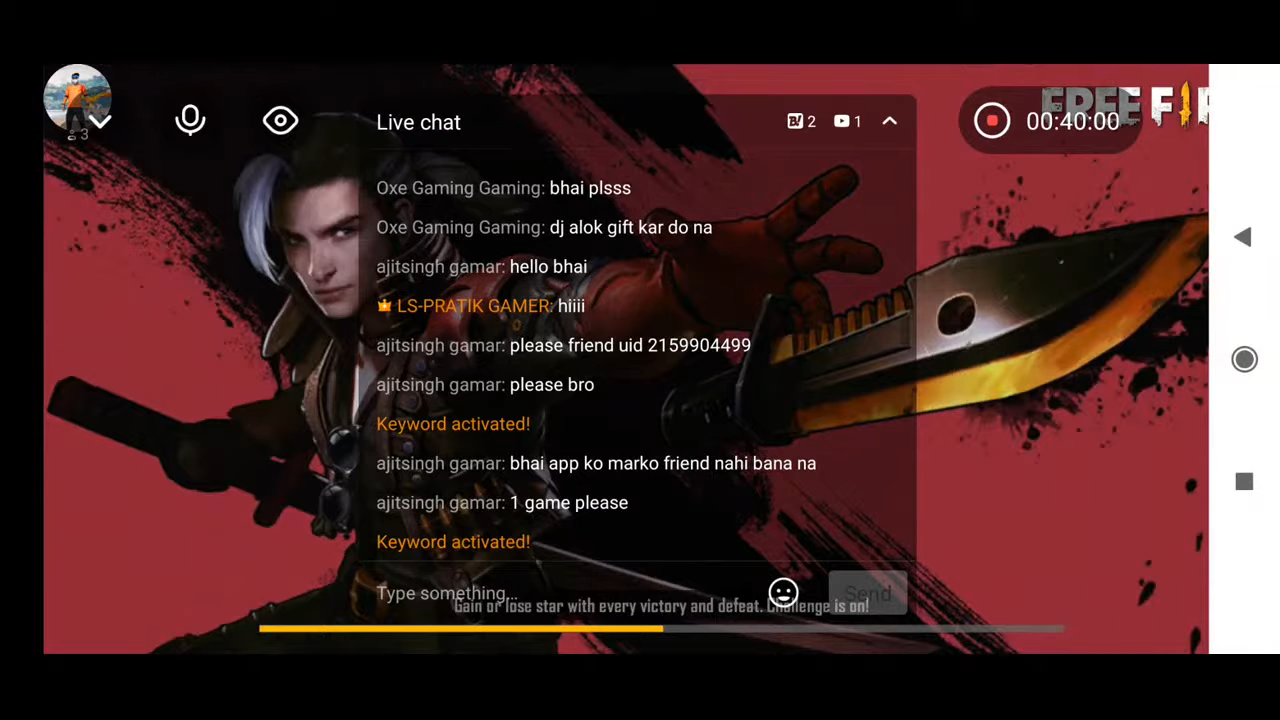 3
Live chat
2
1
FREE FIR
00:40:00
Oxe Gaming Gaming: bhai plsss
Oxe Gaming Gaming: dj alok gift kar do na
ajitsingh gamar: hello bhai
LS-PRATIK GAMER: hiiii
ajitsingh gamar: please friend uid 2159904499
ajitsingh gamar: please bro
Keyword activated!
ajitsingh gamar: bhai app ko marko friend nahi bana na
ajitsingh gamar: 1 game please
Keyword activated!
Type something...
Send
Gain or lose star with every victory and defeat. Challenge is on!